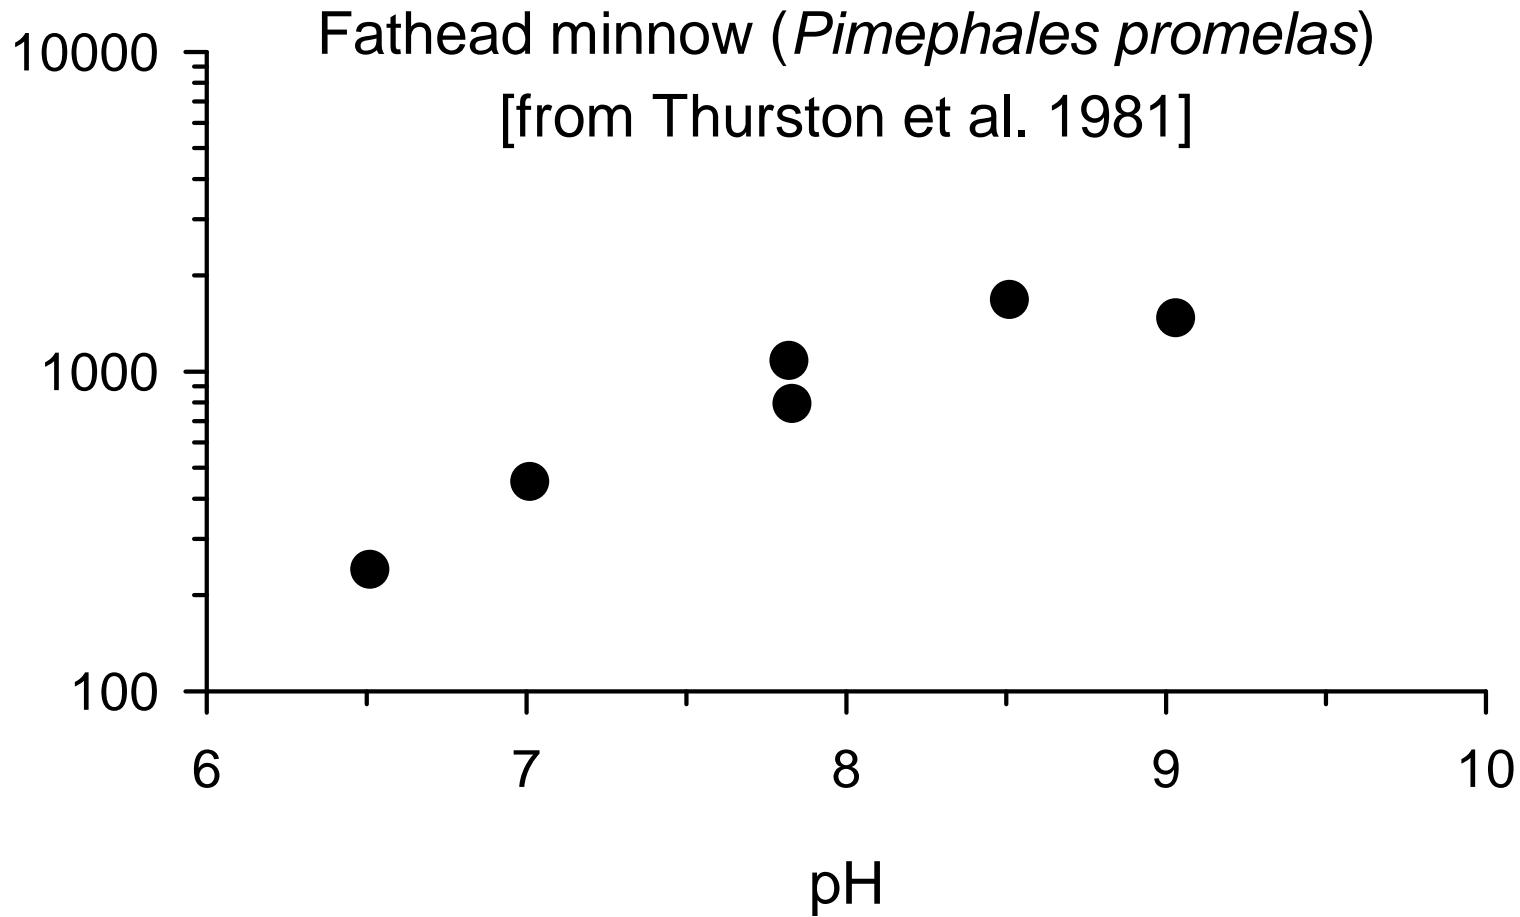 Fathead minnow (Pimephales promelas)
[from Thurston et al. 1981]
10000
1000
100
6 7 8 9 10
pH